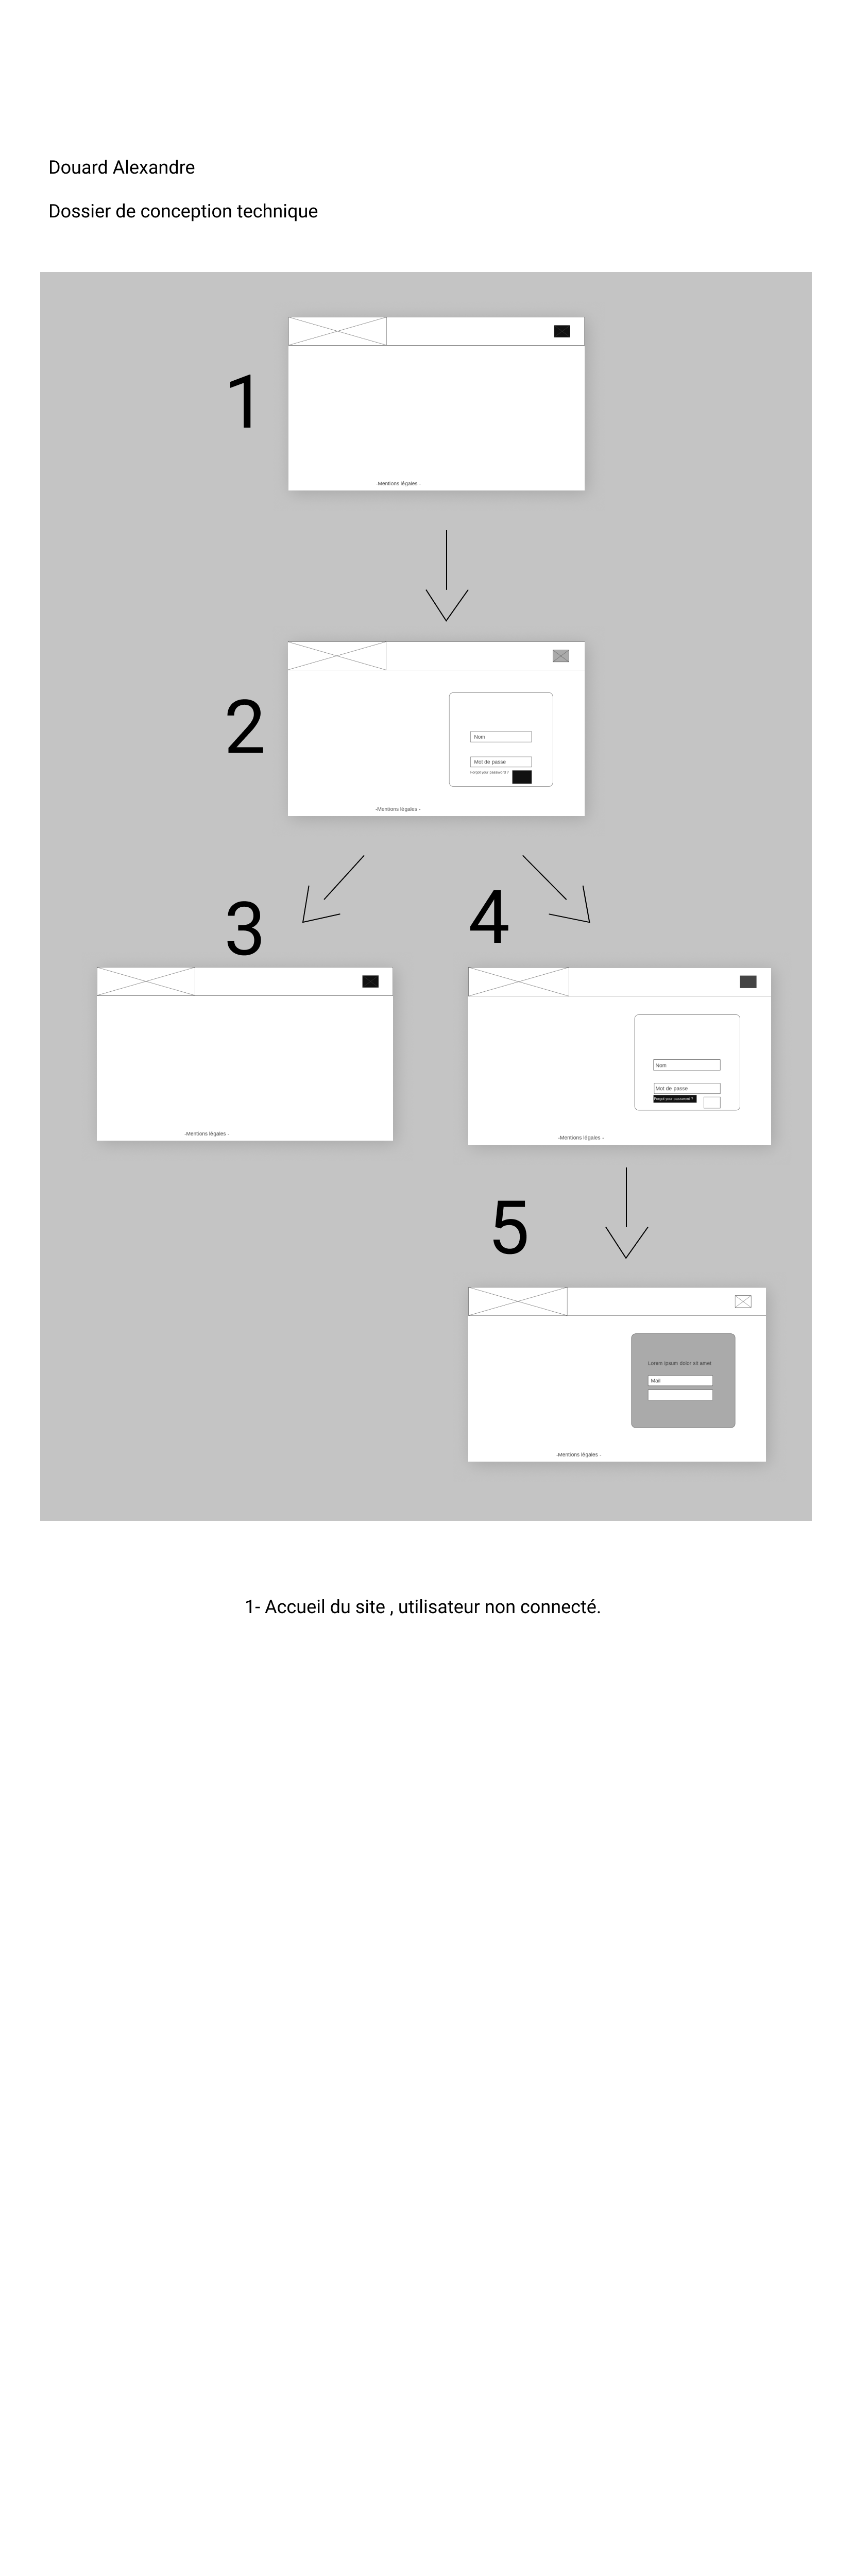 Douard Alexandre
Dossier de conception technique
1
-Mentions légales -
2
Nom
Mot de passe
Forgot your password ?
-Mentions légales -
3
4
-Mentions légales -
Nom
Mot de passe
Forgot your password ?
-Mentions légales -
5
Lorem ipsum dolor sit amet
Mail
-Mentions légales -
1- Accueil du site , utilisateur non connecté.